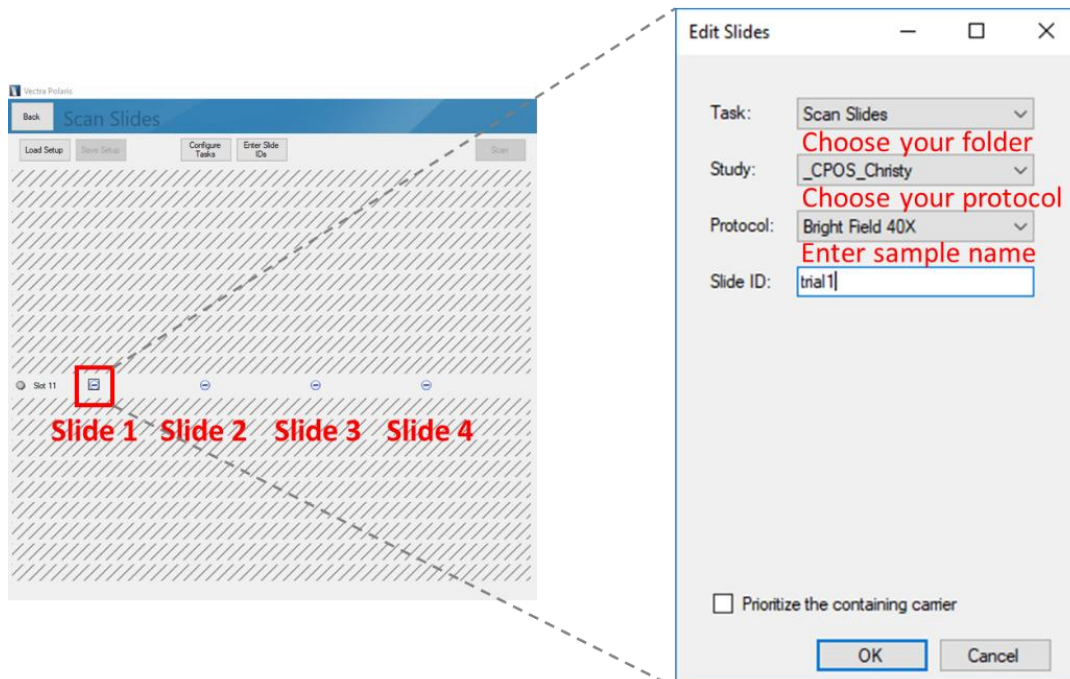 Vectra Polaris
Back
Scan Slides
Load Setup
Save Setup
Configure
Tasks
Enter Slide
IDs
Scan
Slot 11
Slide 1
Slide 2
Slide 3
Slide 4
Edit Slides
Task:
Scan Slides
Choose your folder
Study:
_CPOS_Christy
Choose your protocol
Protocol:
Bright Field 40X
Enter sample name
Slide ID:
trial1
Prioritize the containing carrier
OK
Cancel